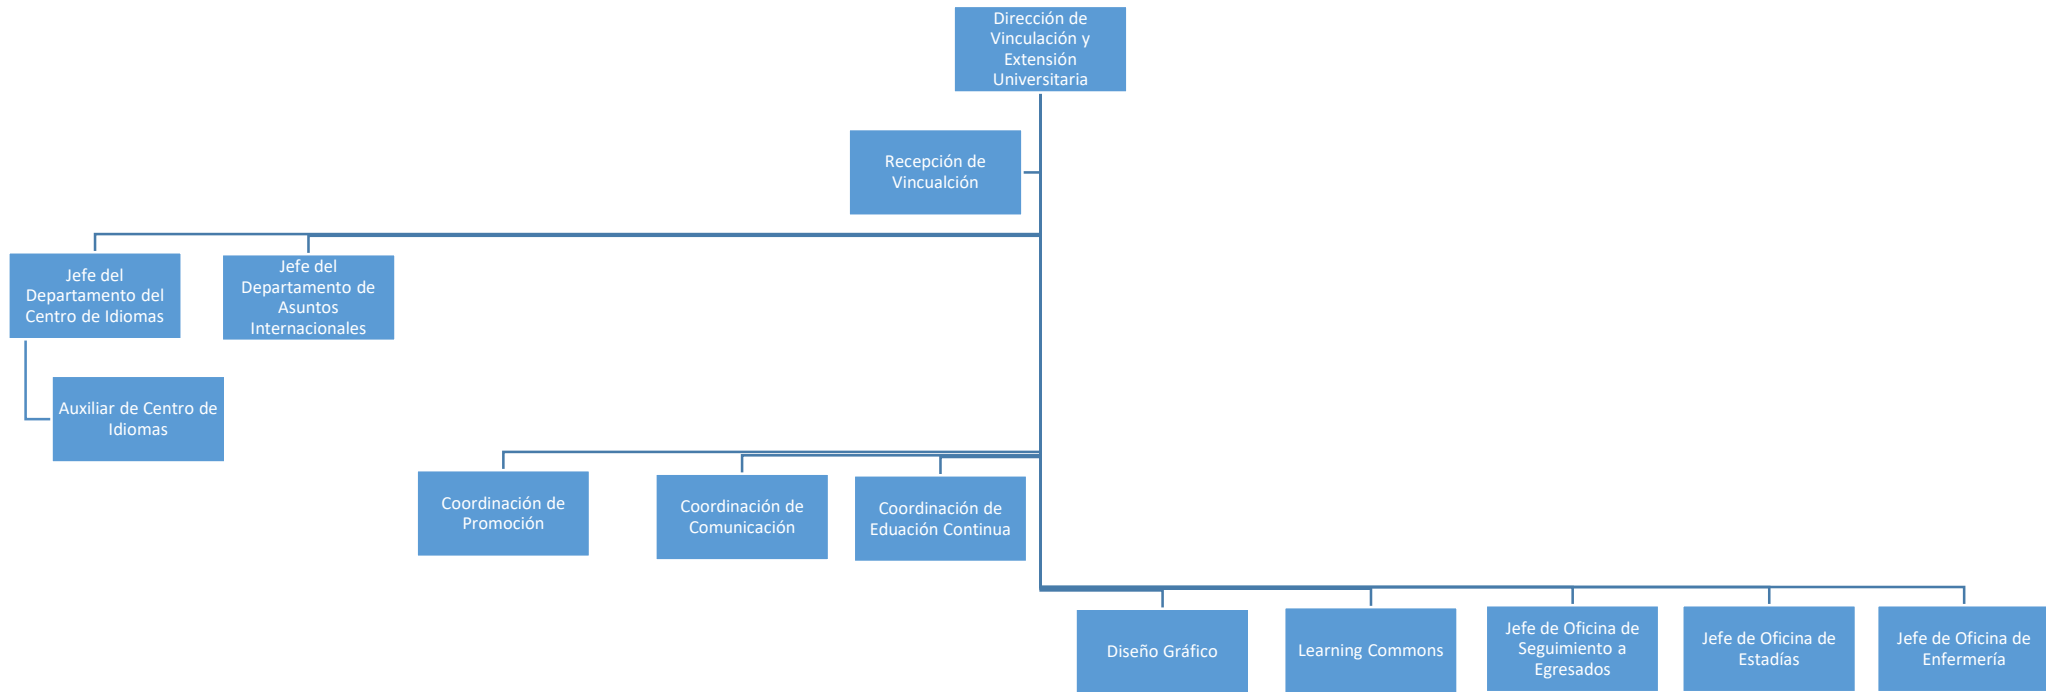 Dirección de
Vinculación y
Extensión
Universitaria
Recepción de
Vincualción
Jefe del
Departamento del
Centro de Idiomas
Jefe del
Departamento de
Asuntos
Internacionales
Auxiliar de Centro de
Idiomas
Coordinación de
Promoción
Coordinación de
Comunicación
Coordinación de
Eduación Continua
Diseño Gráfico
Learning Commons
Jefe de Oficina de
Seguimiento a
Egresados
Jefe de Oficina de
Estadías
Jefe de Oficina de
Enfermería